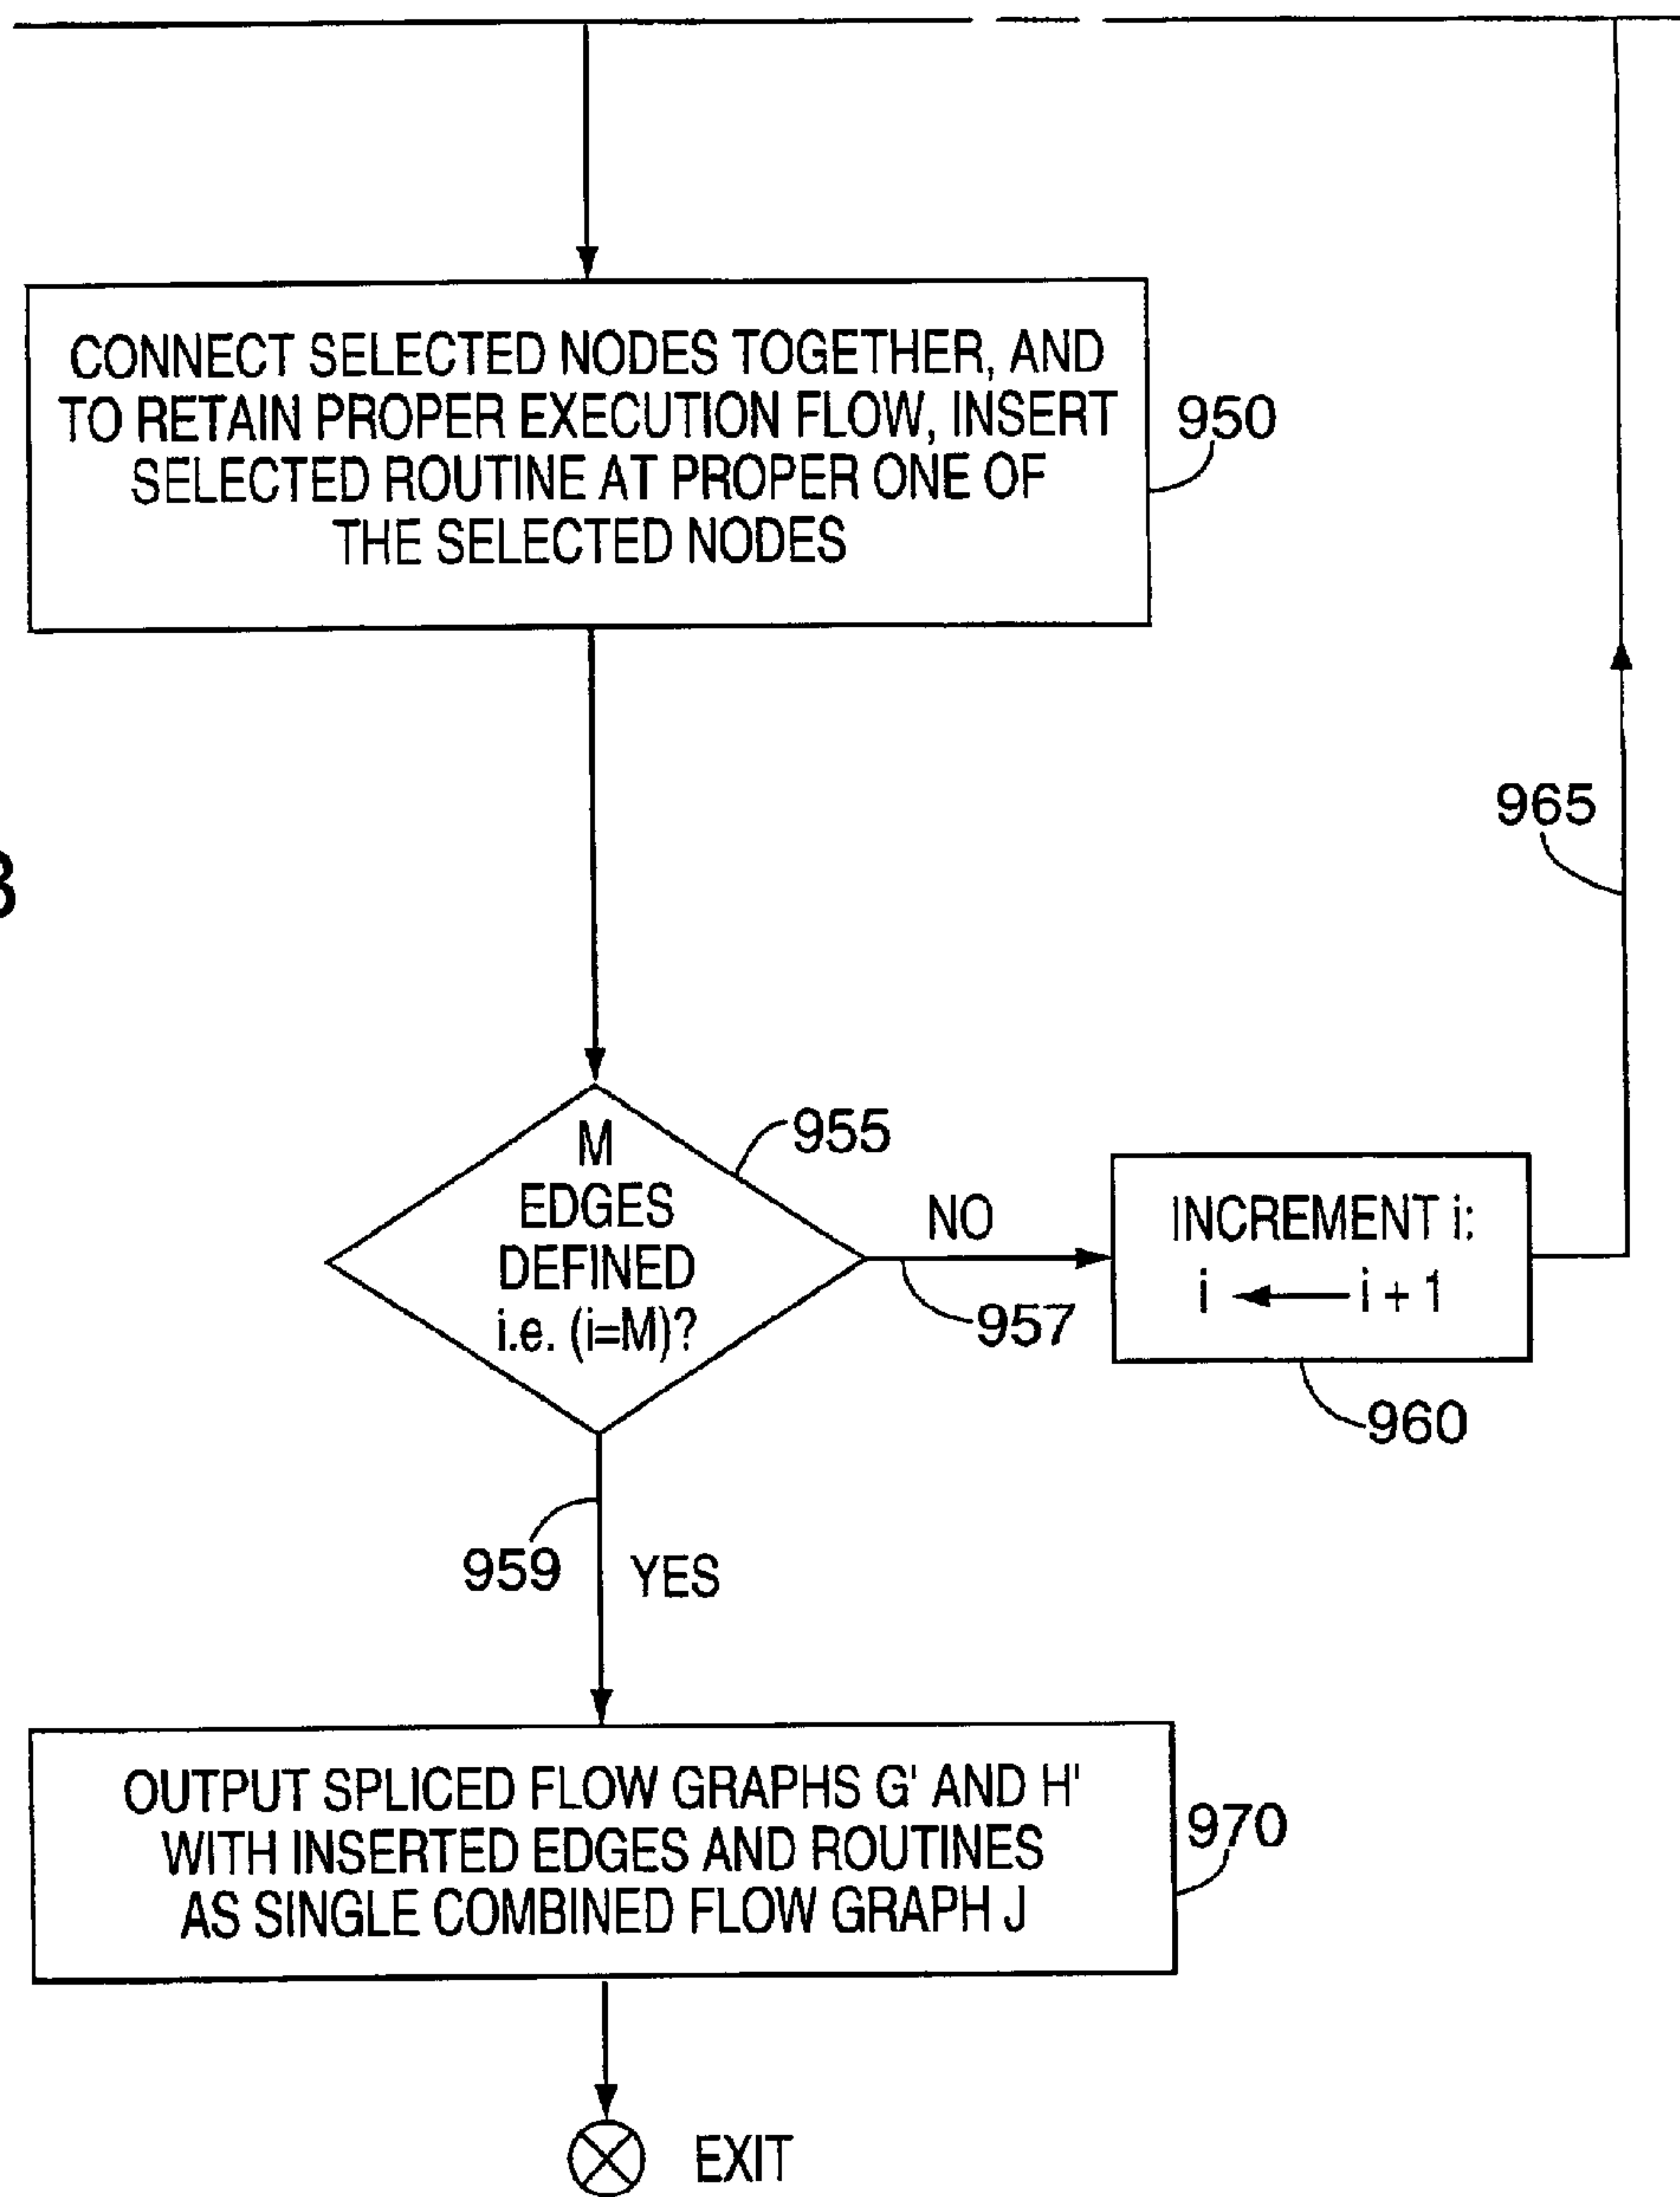 CONNECT SELECTED NODES TOGETHER, AND
TO RETAIN PROPER EXECUTION FLOW, INSERT
SELECTED ROUTINE AT PROPER ONE OF
THE SELECTED NODES
950
965
955
M
EDGES
DEFINED
i.e. (i=M)?
NO
957
INCREMENT i:
i ← i + 1
960
959
YES
OUTPUT SPLICED FLOW GRAPHS G' AND H'
WITH INSERTED EDGES AND ROUTINES
AS SINGLE COMBINED FLOW GRAPH J
970
EXIT